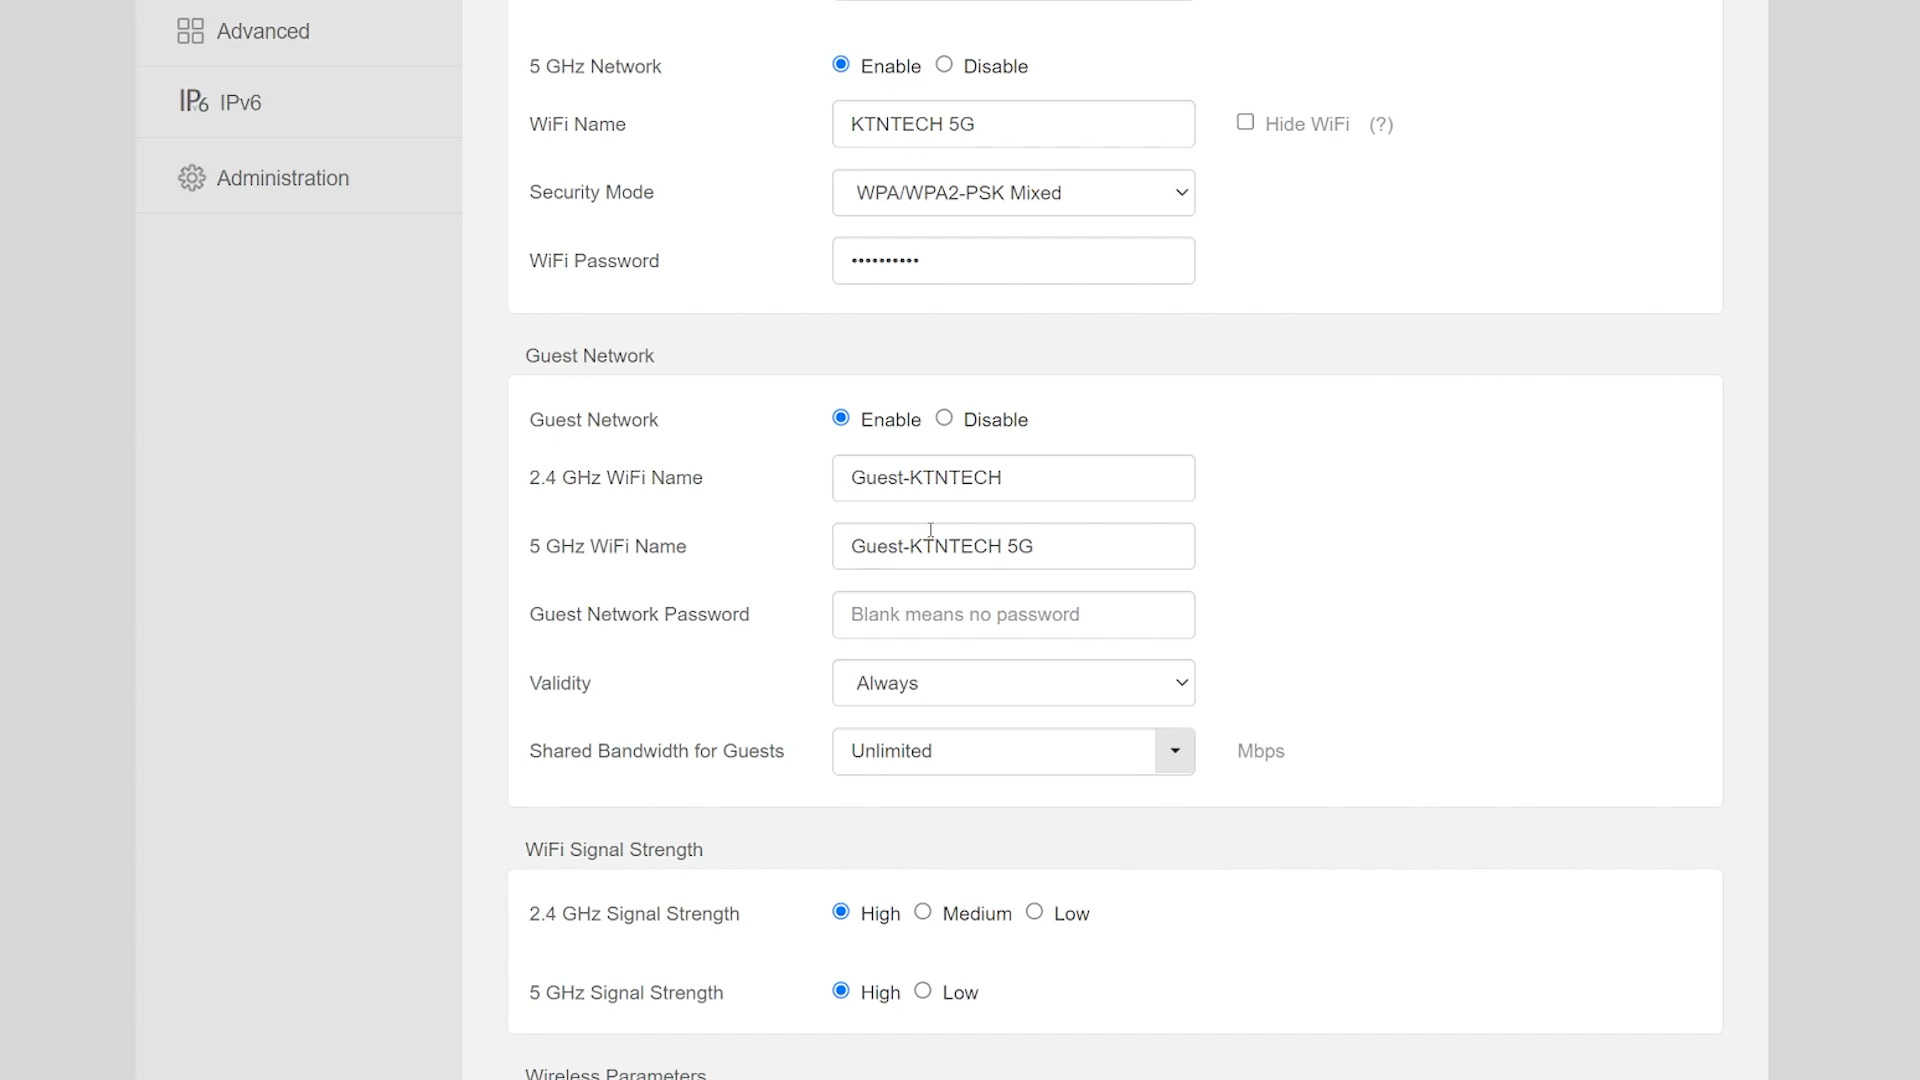 Advanced
IPv6
Administration
5 GHz Network Enable Disable
WiFi Name KTNTECH 5G Hide WiFi (?)
Security Mode WPA/WPA2-PSK Mixed
WiFi Password ••••••••••
Guest Network
Guest Network Enable Disable
2.4 GHz WiFi Name Guest-KTNTECH
5 GHz WiFi Name Guest-KTNTECH 5G
Guest Network Password Blank means no password
Validity Always
Shared Bandwidth for Guests Unlimited Mbps
WiFi Signal Strength
2.4 GHz Signal Strength High Medium Low
5 GHz Signal Strength High Low
Wireless Parameters